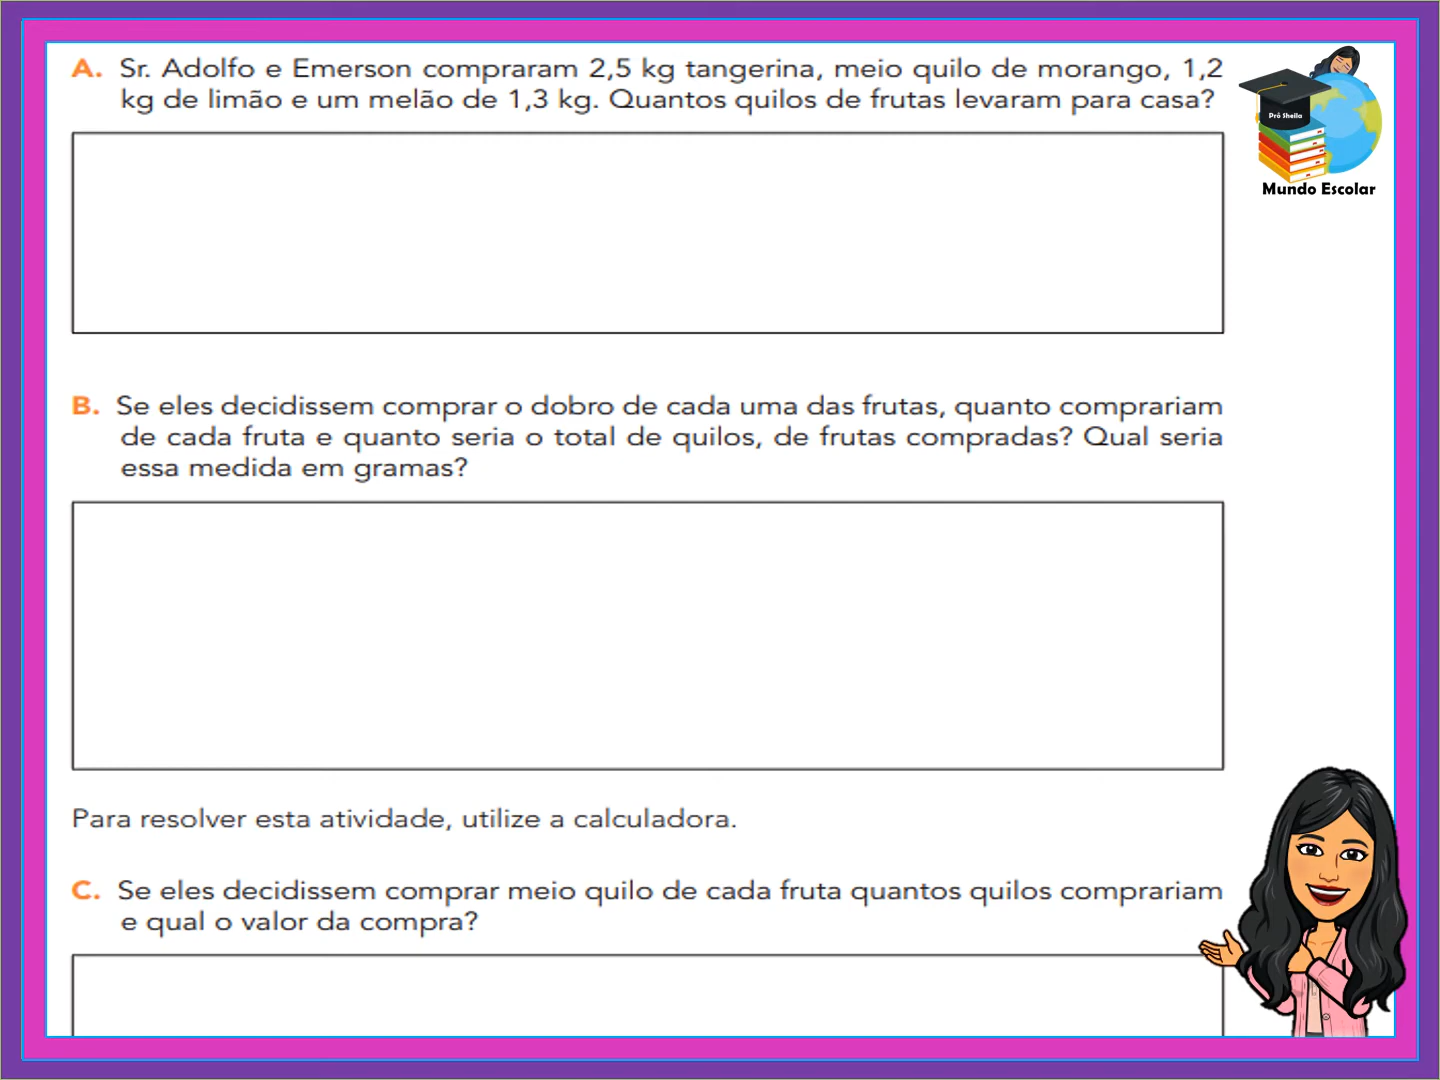 A. Sr. Adolfo e Emerson compraram 2,5 kg tangerina, meio quilo de morango, 1,2
kg de limão e um melão de 1,3 kg. Quantos quilos de frutas levaram para casa?
Prô Sheila
Mundo Escolar
B. Se eles decidissem comprar o dobro de cada uma das frutas, quanto comprariam
de cada fruta e quanto seria o total de quilos, de frutas compradas? Qual seria
essa medida em gramas?
Para resolver esta atividade, utilize a calculadora.
C. Se eles decidissem comprar meio quilo de cada fruta quantos quilos comprariam
e qual o valor da compra?